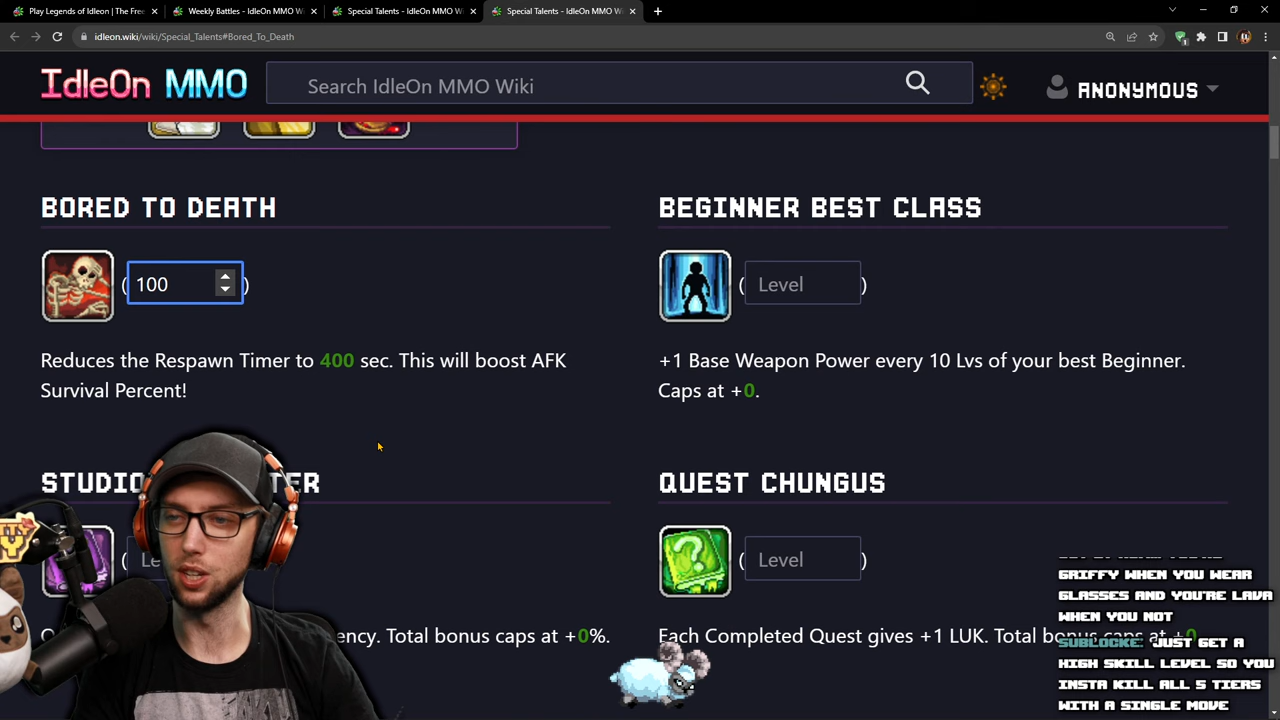 Play Legends of Idleon | The Free
Weekly Battles - IdleOn MMO W
Special Talents - IdleOn MMO W
Special Talents - IdleOn MMO W
idleon.wiki/wiki/Special_Talents#Bored_To_Death
IdleOn MMO
Search IdleOn MMO Wiki
ANONYMOUS
BORED TO DEATH
(100)
Reduces the Respawn Timer to 400 sec. This will boost AFK
Survival Percent!
BEGINNER BEST CLASS
(Level)
+1 Base Weapon Power every 10 Lvs of your best Beginner.
Caps at +0.
QUEST CHUNGUS
(Level)
Total bonus caps at +0%.
Each Completed Quest gives +1 LUK. Total bonus caps at +0
GRIFFY WHEN YOU WEAR
GLASSES AND YOU'RE LAVA
WHEN YOU NOT
SUBLOCKE: JUST GET A
HIGH SKILL LEVEL SO YOU
INSTA KILL ALL 5 TIERS
WITH A SINGLE MOVE